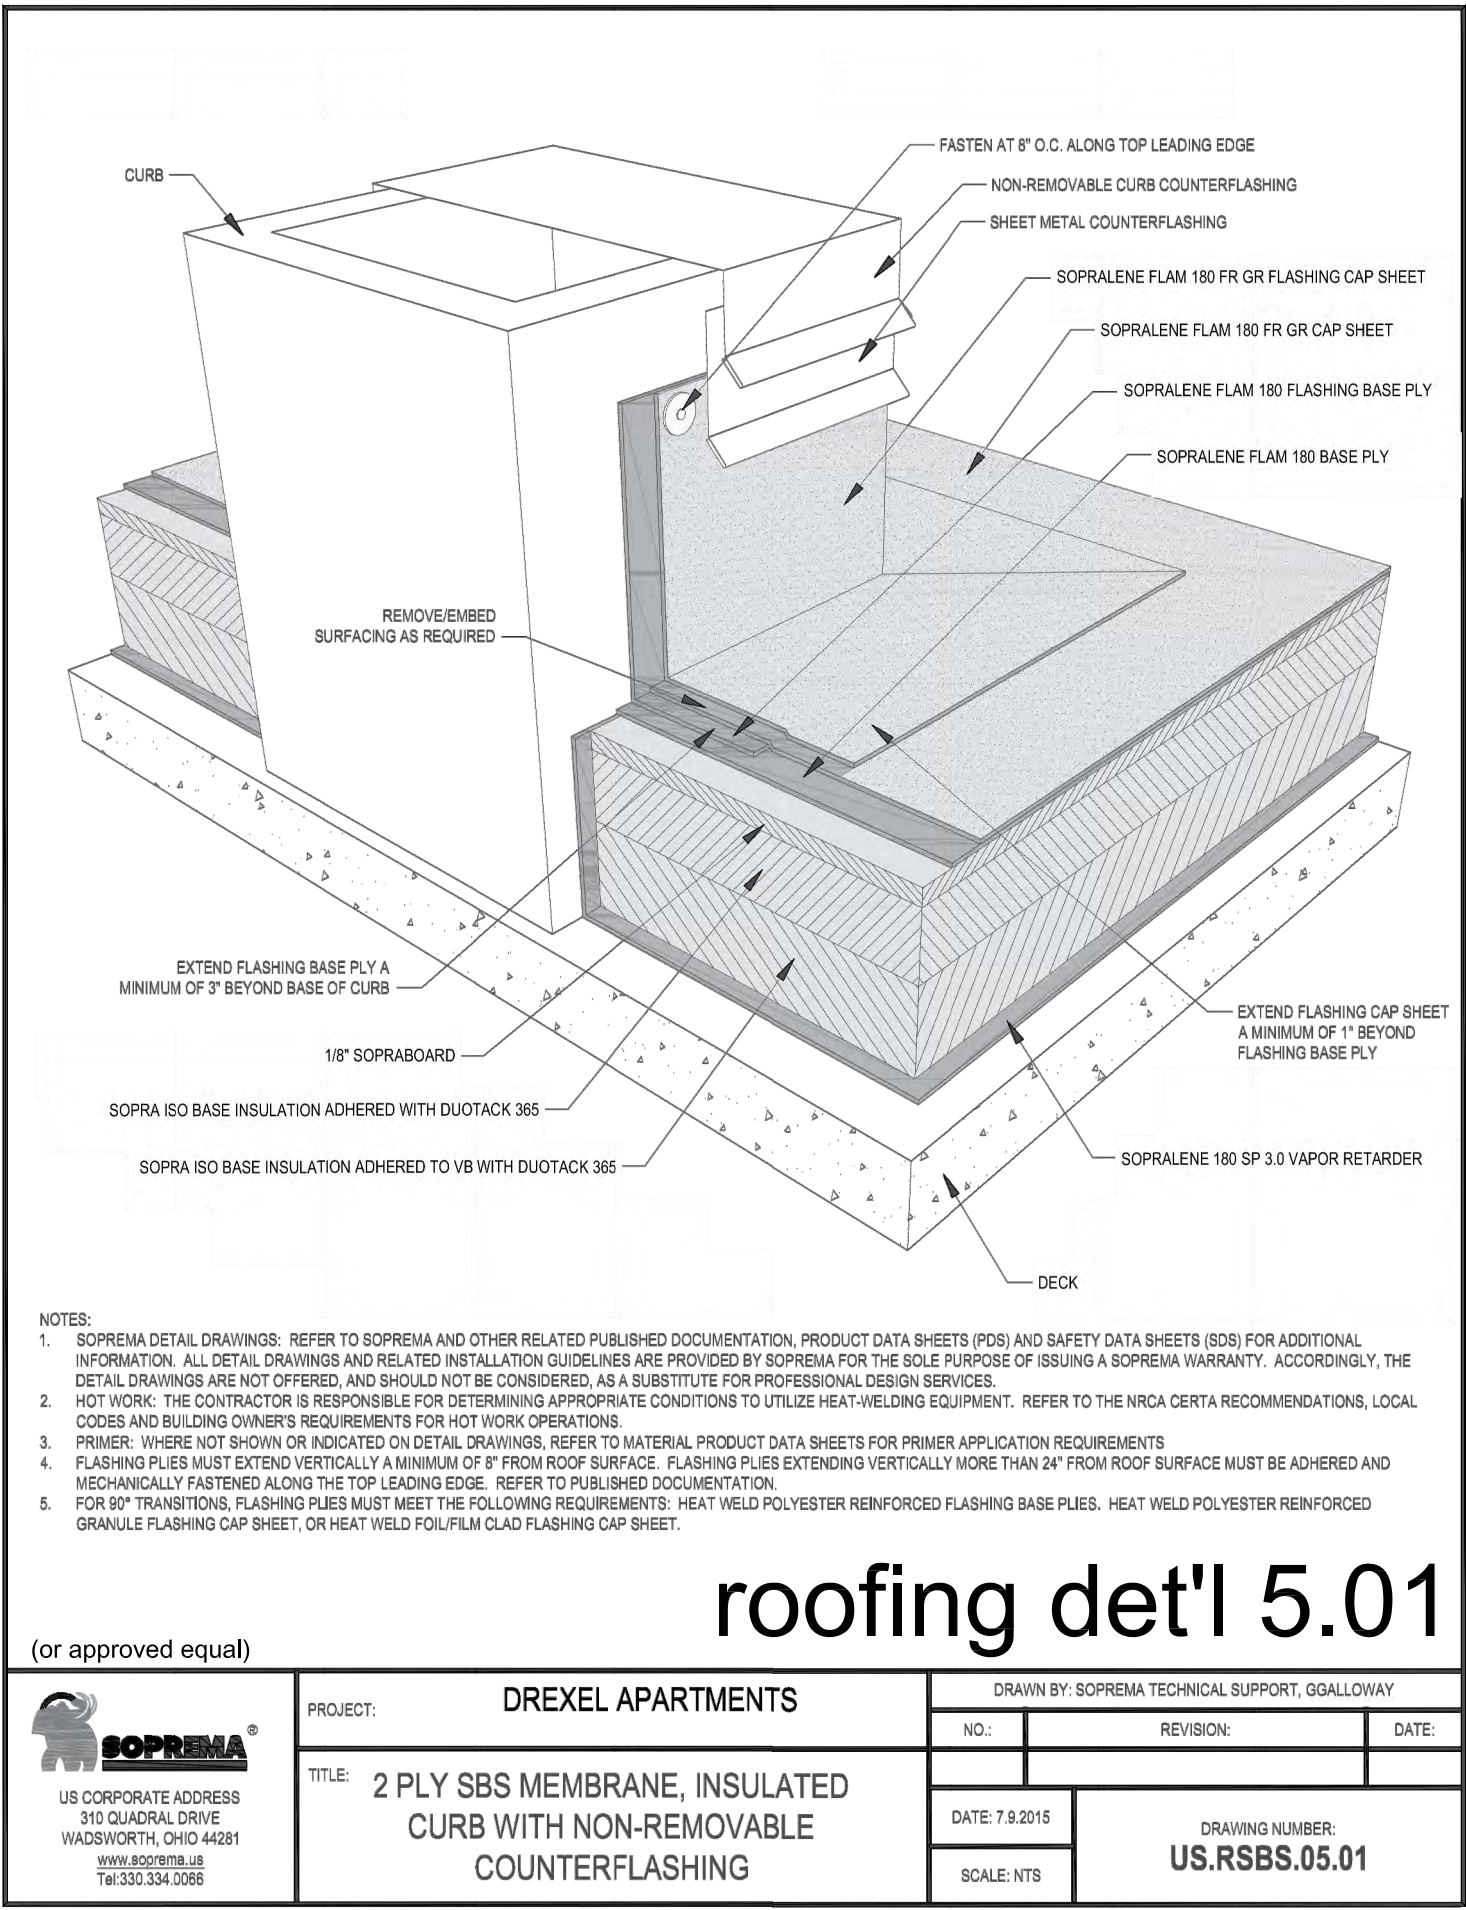 FASTEN AT 8" O.C. ALONG TOP LEADING EDGE
CURB
NON-REMOVABLE CURB COUNTERFLASHING
SHEET METAL COUNTERFLASHING
SOPRALENE FLAM 180 FR GR FLASHING CAP SHEET
SOPRALENE FLAM 180 FR GR CAP SHEET
SOPRALENE FLAM 180 FLASHING BASE PLY
SOPRALENE FLAM 180 BASE PLY
REMOVE/EMBED
SURFACING AS REQUIRED
EXTEND FLASHING BASE PLY A
MINIMUM OF 3" BEYOND BASE OF CURB
EXTEND FLASHING CAP SHEET
A MINIMUM OF 1" BEYOND
FLASHING BASE PLY
1/8" SOPRABOARD
SOPRA ISO BASE INSULATION ADHERED WITH DUOTACK 365
SOPRA ISO BASE INSULATION ADHERED TO VB WITH DUOTACK 365
SOPRALENE 180 SP 3.0 VAPOR RETARDER
DECK
NOTES:
1. SOPREMA DETAIL DRAWINGS: REFER TO SOPREMA AND OTHER RELATED PUBLISHED DOCUMENTATION, PRODUCT DATA SHEETS (PDS) AND SAFETY DATA SHEETS (SDS) FOR ADDITIONAL
INFORMATION. ALL DETAIL DRAWINGS AND RELATED INSTALLATION GUIDELINES ARE PROVIDED BY SOPREMA FOR THE SOLE PURPOSE OF ISSUING A SOPREMA WARRANTY. ACCORDINGLY, THE
DETAIL DRAWINGS ARE NOT OFFERED, AND SHOULD NOT BE CONSIDERED, AS A SUBSTITUTE FOR PROFESSIONAL DESIGN SERVICES.
2. HOT WORK: THE CONTRACTOR IS RESPONSIBLE FOR DETERMINING APPROPRIATE CONDITIONS TO UTILIZE HEAT-WELDING EQUIPMENT. REFER TO THE NRCA CERTA RECOMMENDATIONS, LOCAL
CODES AND BUILDING OWNER'S REQUIREMENTS FOR HOT WORK OPERATIONS.
3. PRIMER: WHERE NOT SHOWN OR INDICATED ON DETAIL DRAWINGS, REFER TO MATERIAL PRODUCT DATA SHEETS FOR PRIMER APPLICATION REQUIREMENTS
4. FLASHING PLIES MUST EXTEND VERTICALLY A MINIMUM OF 8" FROM ROOF SURFACE. FLASHING PLIES EXTENDING VERTICALLY MORE THAN 24" FROM ROOF SURFACE MUST BE ADHERED AND
MECHANICALLY FASTENED ALONG THE TOP LEADING EDGE. REFER TO PUBLISHED DOCUMENTATION.
5. FOR 90° TRANSITIONS, FLASHING PLIES MUST MEET THE FOLLOWING REQUIREMENTS: HEAT WELD POLYESTER REINFORCED FLASHING BASE PLIES. HEAT WELD POLYESTER REINFORCED
GRANULE FLASHING CAP SHEET, OR HEAT WELD FOIL/FILM CLAD FLASHING CAP SHEET.
roofing det'l 5.01
(or approved equal)
SOPREMA®
US CORPORATE ADDRESS
310 QUADRAL DRIVE
WADSWORTH, OHIO 44281
www.soprema.us
Tel:330.334.0066
PROJECT: DREXEL APARTMENTS
TITLE: 2 PLY SBS MEMBRANE, INSULATED
CURB WITH NON-REMOVABLE
COUNTERFLASHING
DRAWN BY: SOPREMA TECHNICAL SUPPORT, GGALLOWAY
NO.: REVISION: DATE:
DATE: 7.9.2015
SCALE: NTS
DRAWING NUMBER:
US.RSBS.05.01